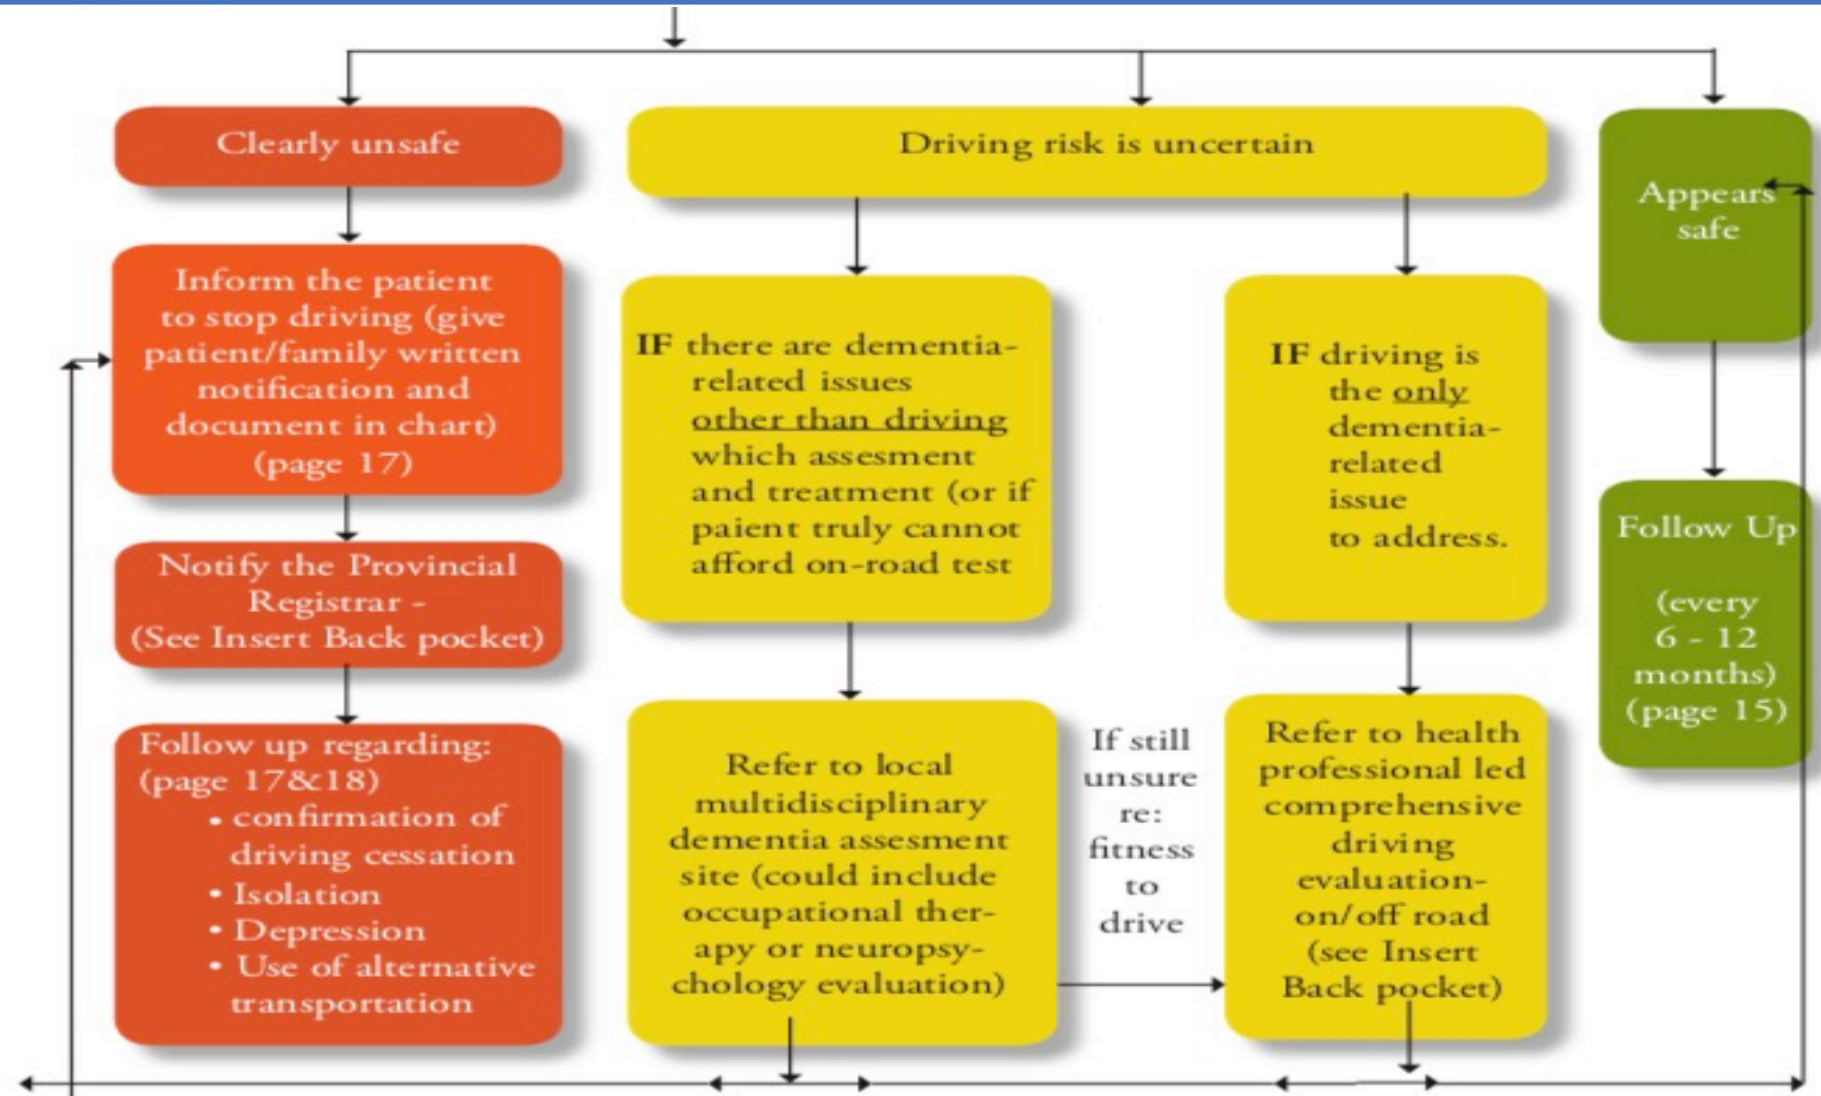 Clearly unsafe
Inform the patient
to stop driving (give
patient/family written
notification and
document in chart)
(page 17)
Notify the Provincial
Registrar -
(See Insert Back pocket)
Follow up regarding:
(page 17&18)
• confirmation of
driving cessation
• Isolation
• Depression
• Use of alternative
transportation
Driving risk is uncertain
IF there are dementia-
related issues
other than driving
which assesment
and treatment (or if
paient truly cannot
afford on-road test
Refer to local
multidisciplinary
dementia assesment
site (could include
occupational ther-
apy or neuropsy-
chology evaluation)
If still
unsure
re:
fitness
to
drive
IF driving is
the only
dementia-
related
issue
to address.
Refer to health
professional led
comprehensive
driving
evaluation-
on/off road
(see Insert
Back pocket)
Appears
safe
Follow Up
(every
6 - 12
months)
(page 15)